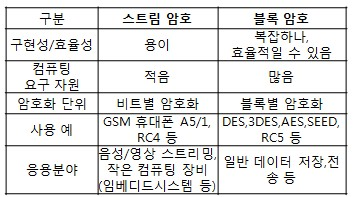 구분 스트림 암호 블록 암호
구현성/효율성 용이 복잡하나,
효율적일 수 있음
컴퓨팅
요구 자원 적음 많음
암호화 단위 비트별 암호화 블록별 암호화
사용 예 GSM 휴대폰 A5/1,
RC4 등 DES,3DES,AES,SEED,
RC5 등
응용분야 음성/영상 스트리밍,
작은 컴퓨팅 장비
(임베디드시스템 등) 일반 데이터 저장,전
송 등